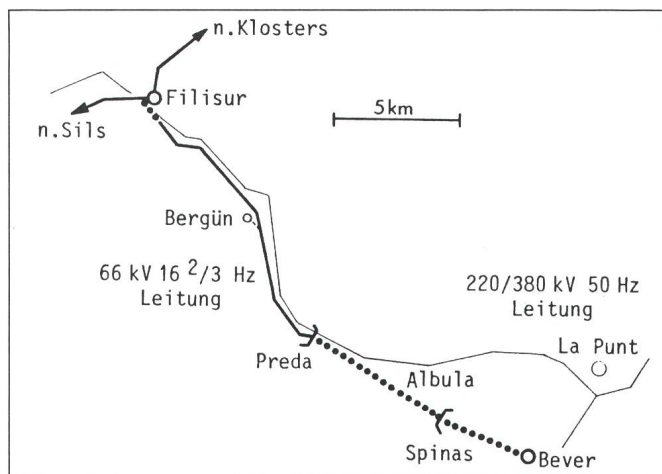 n.Klosters
Filisur
5km
n.Sils
Bergün
66 kV 16 2/3 Hz
Leitung
220/380 kV 50 Hz
Leitung
La Punt
Preda
Albula
Spinas
Bever